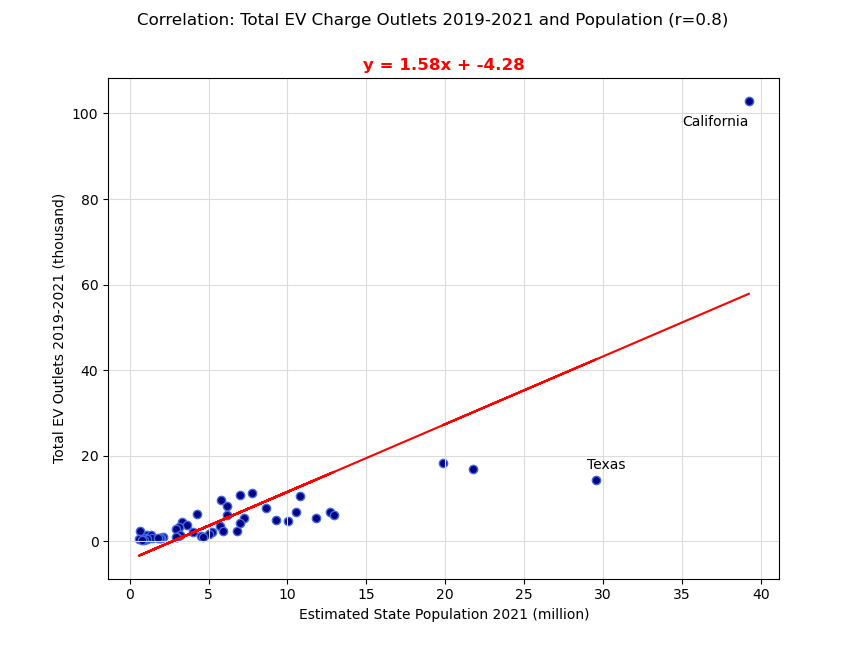 Correlation: Total EV Charge Outlets 2019-2021 and Population (r=0.8)
y = 1.58x + -4.28
Total EV Outlets 2019-2021 (thousand)
100
80
60
40
20
0
California
Texas
0 5 10 15 20 25 30 35 40
Estimated State Population 2021 (million)